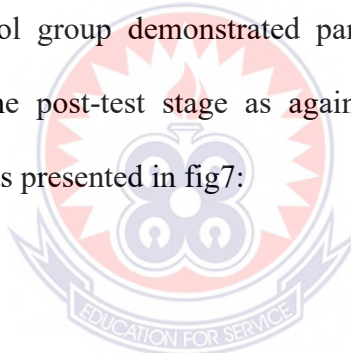 ol group demonstrated par
ne post-test stage as again
s presented in fig7:
EDUCATION FOR SERVICE